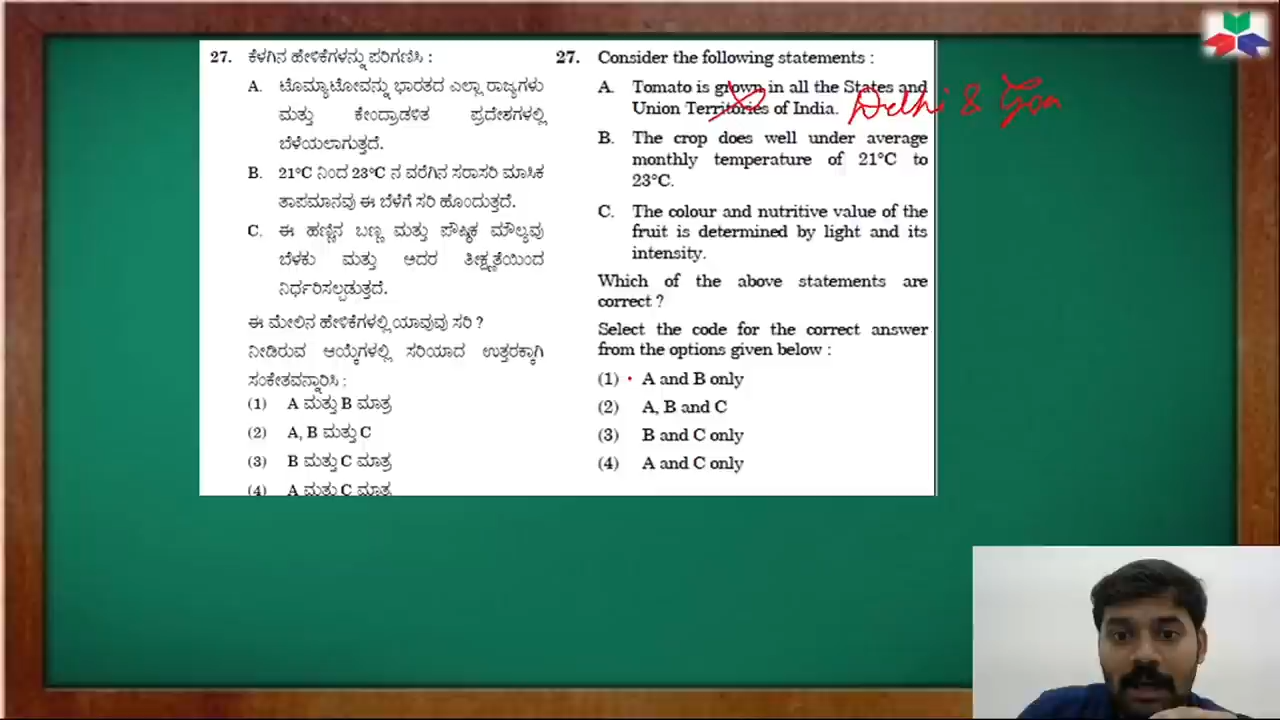 27. ಕೆಳಗಿನ ಹೇಳಿಕೆಗಳನ್ನು ಪರಿಗಣಿಸಿ :
A. ಟೊಮ್ಯಾಟೋವನ್ನು ಭಾರತದ ಎಲ್ಲಾ ರಾಜ್ಯಗಳು
ಮತ್ತು ಕೇಂದ್ರಾಡಳಿತ ಪ್ರದೇಶಗಳಲ್ಲಿ
ಬೆಳೆಯಲಾಗುತ್ತದೆ.
B. 21°C ನಿಂದ 23°C ನ ವರೆಗಿನ ಸರಾಸರಿ ಮಾಸಿಕ
ತಾಪಮಾನವು ಈ ಬೆಳೆಗೆ ಸರಿ ಹೊಂದುತ್ತದೆ.
C. ಈ ಹಣ್ಣಿನ ಬಣ್ಣ ಮತ್ತು ಪೌಷ್ಠಿಕ ಮೌಲ್ಯವು
ಬೆಳಕು ಮತ್ತು ಅದರ ತೀಕ್ಷ್ಣತೆಯಿಂದ
ನಿರ್ಧರಿಸಲ್ಪಡುತ್ತದೆ.
ಈ ಮೇಲಿನ ಹೇಳಿಕೆಗಳಲ್ಲಿ ಯಾವುವು ಸರಿ ?
ನೀಡಿರುವ ಆಯ್ಕೆಗಳಲ್ಲಿ ಸರಿಯಾದ ಉತ್ತರಕ್ಕಾಗಿ
ಸಂಕೇತವನ್ನಾರಿಸಿ :
(1) A ಮತ್ತು B ಮಾತ್ರ
(2) A, B ಮತ್ತು C
(3) B ಮತ್ತು C ಮಾತ್ರ
(4) A ಮತ್ತು C ಮಾತ್ರ
27. Consider the following statements :
A. Tomato is grown in all the States and
Union Territories of India.
Delhi & Goa
B. The crop does well under average
monthly temperature of 21°C to
23°C.
C. The colour and nutritive value of the
fruit is determined by light and its
intensity.
Which of the above statements are
correct ?
Select the code for the correct answer
from the options given below :
(1) A and B only
(2) A, B and C
(3) B and C only
(4) A and C only